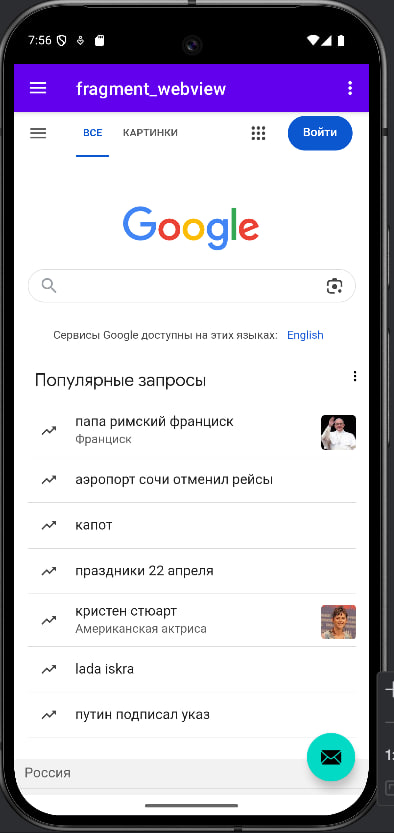 7:56
fragment_webview
ВСЕ КАРТИНКИ Войти
Google
Сервисы Google доступны на этих языках: English
Популярные запросы
папа римский франциск
Франциск
аэропорт сочи отменил рейсы
капот
праздники 22 апреля
кристен стюарт
Американская актриса
lada iskra
путин подписал указ
Россия